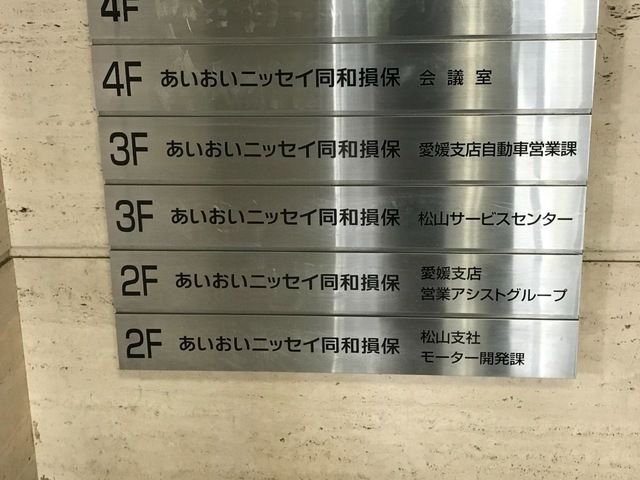 4F
4F あいおいニッセイ同和損保 会議室
3F あいおいニッセイ同和損保 愛媛支店自動車営業課
3F あいおいニッセイ同和損保 松山サービスセンター
2F あいおいニッセイ同和損保 愛媛支店
営業アシストグループ
2F あいおいニッセイ同和損保 松山支社
モーター開発課